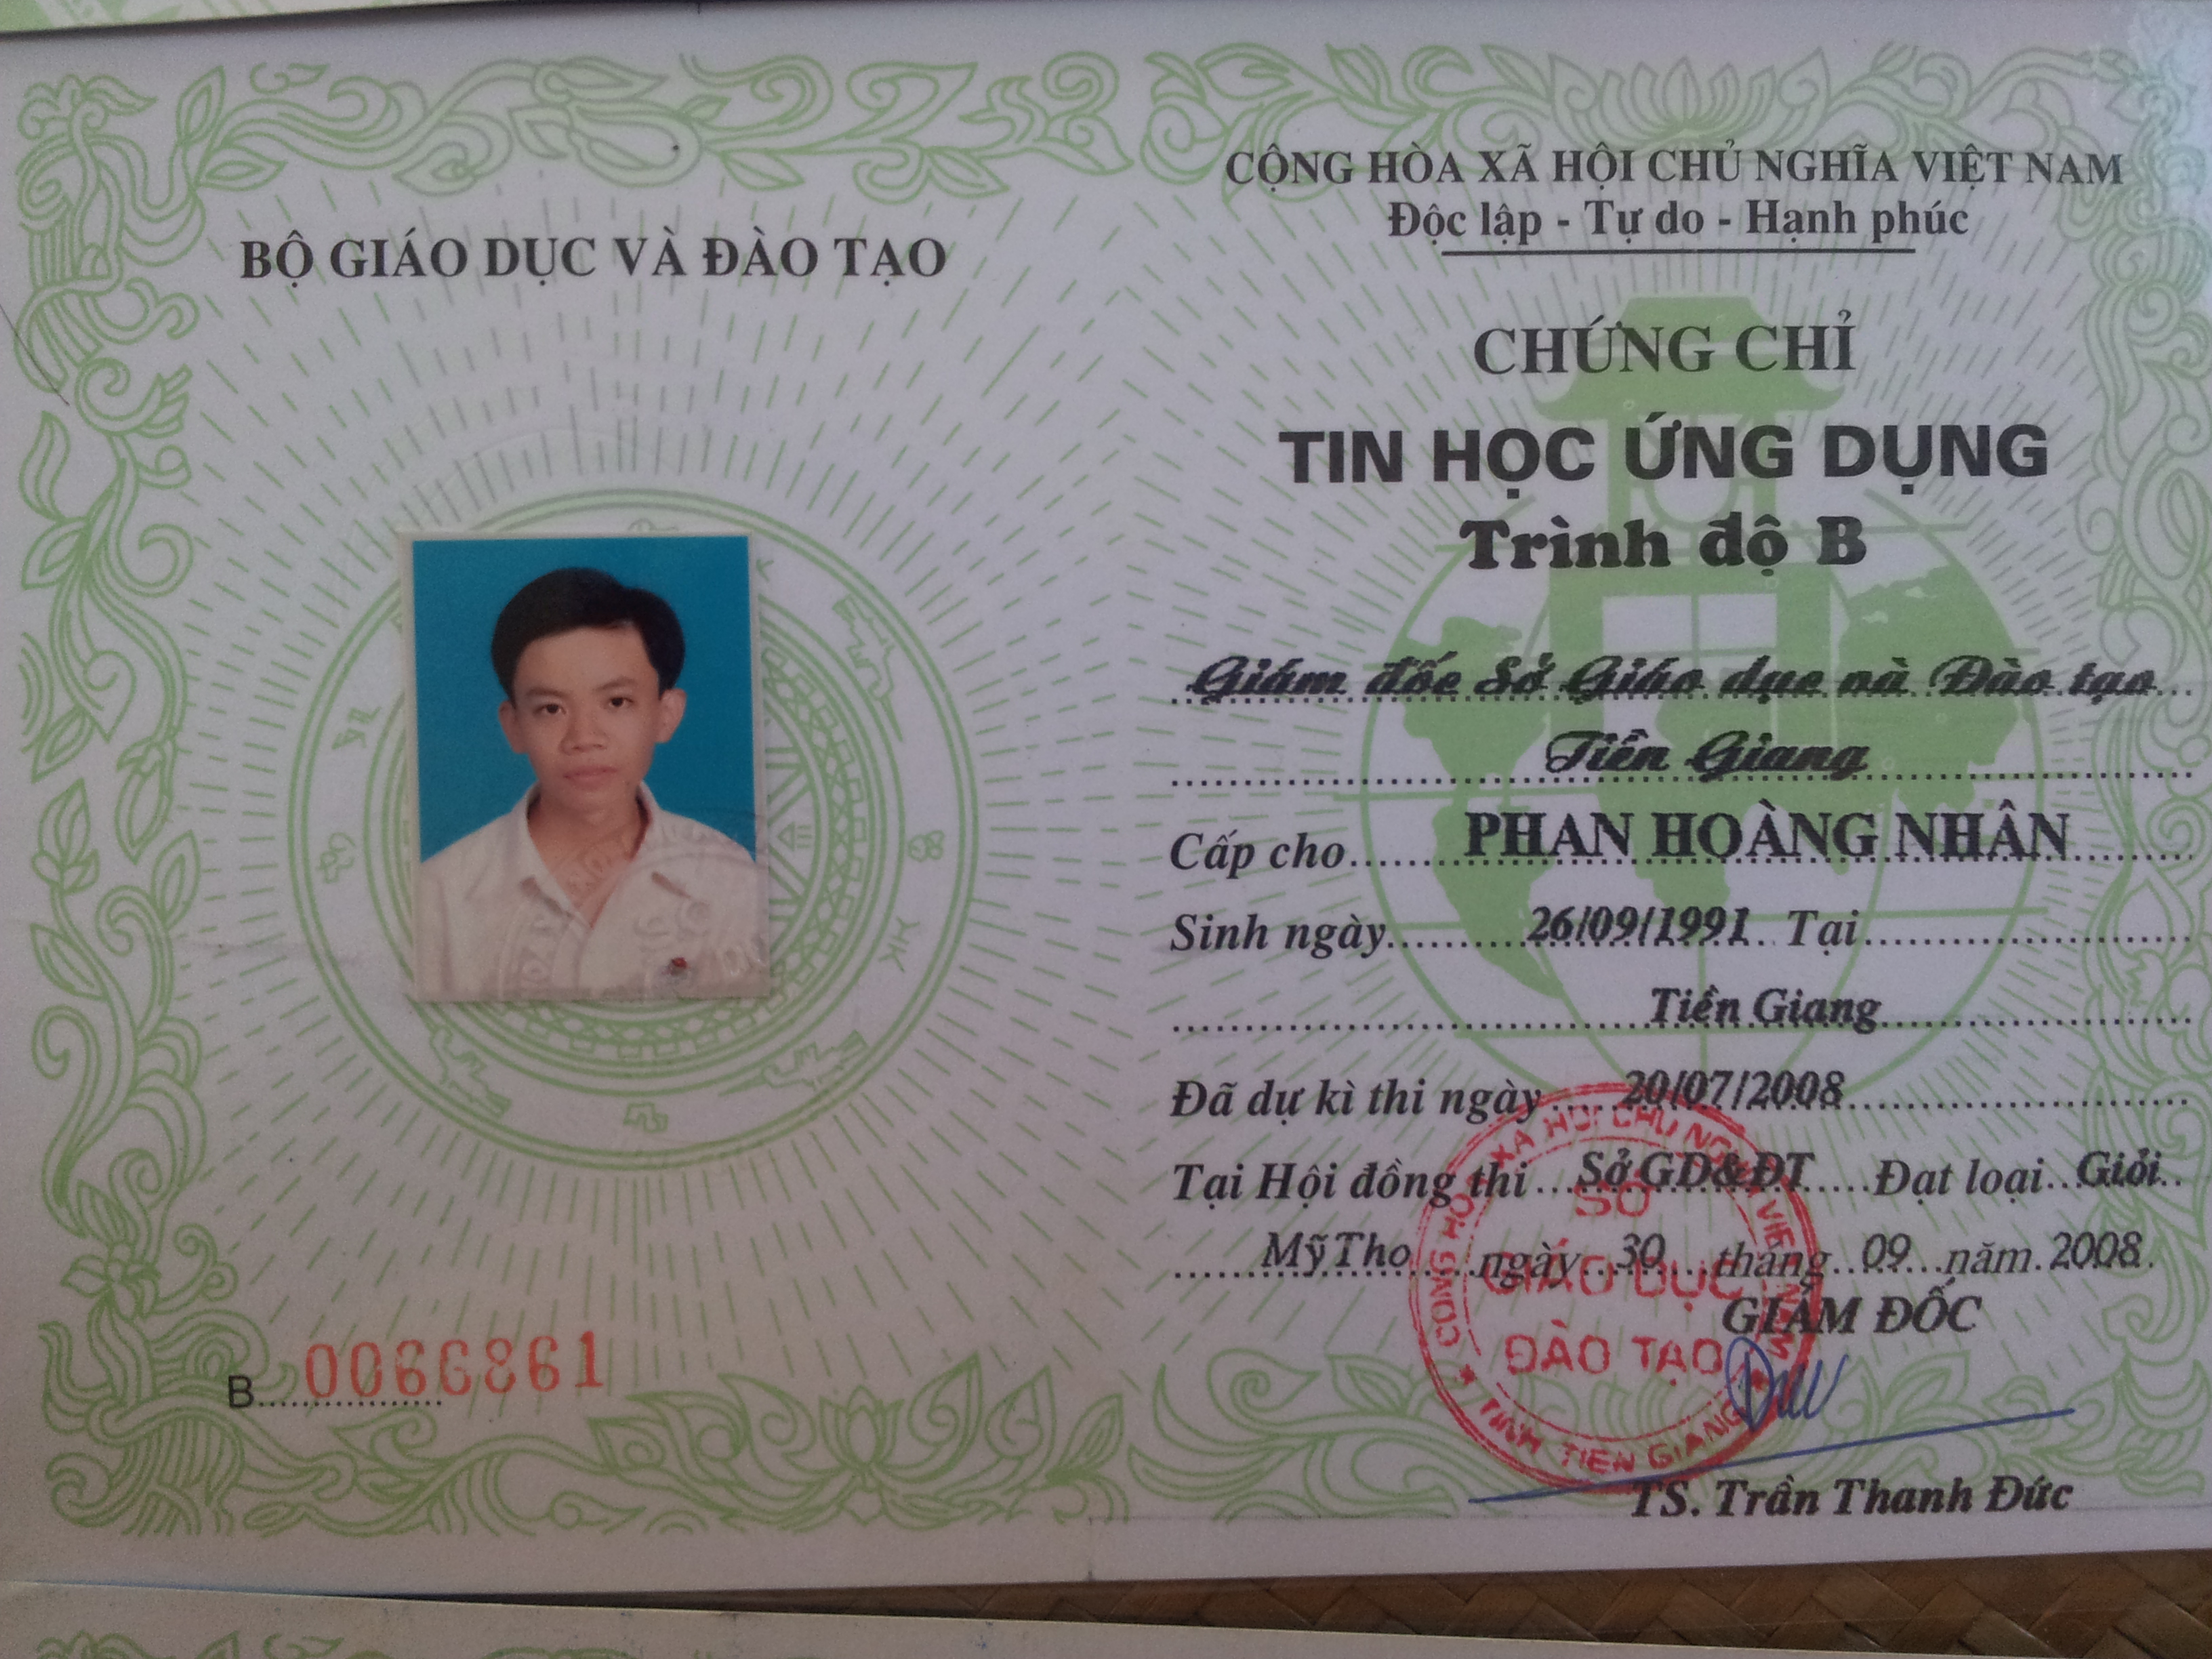 BỘ GIÁO DỤC VÀ ĐÀO TẠO
B 0066861
CỘNG HÒA XÃ HỘI CHỦ NGHĨA VIỆT NAM
Độc lập - Tự do - Hạnh phúc
CHỨNG CHỈ
TIN HỌC ỨNG DỤNG
Trình độ B
Giám đốc Sở Giáo dục và Đào tạo
Tiền Giang
Cấp cho PHAN HOÀNG NHÂN
Sinh ngày 26/09/1991 Tại
Tiền Giang
Đã dự kì thi ngày 20/07/2008
Tại Hội đồng thi Sở GD&ĐT Đạt loại Giỏi
Mỹ Tho ngày 30 tháng 09 năm 2008
GIÁM ĐỐC
CỘNG HÒA XÃ HỘI CHỦ NGHĨA VIỆT NAM
SỞ
GIÁO DỤC
ĐÀO TẠO
TỈNH TIỀN GIANG
TS. Trần Thanh Đức